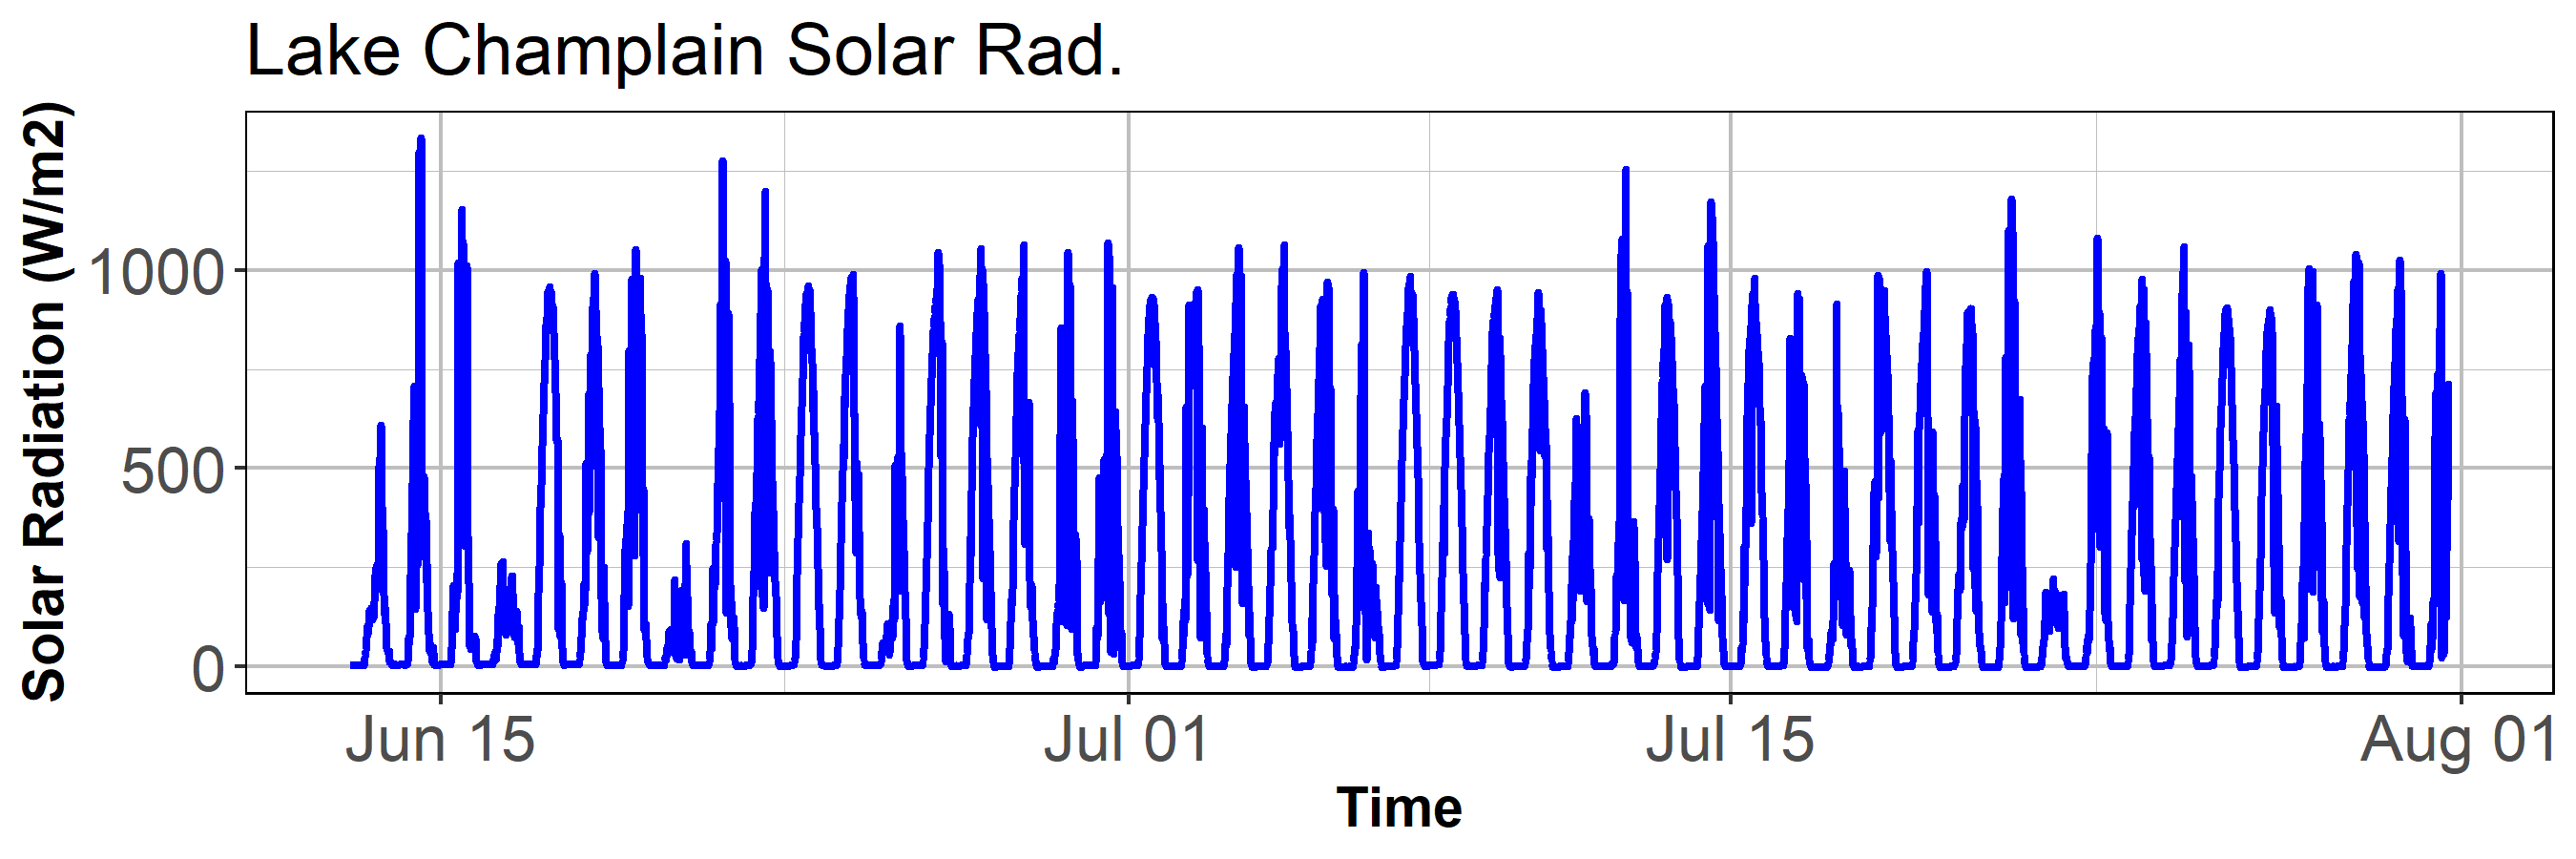 Lake Champlain Solar Rad.
Solar Radiation (W/m2)
1000
500
0
Jun 15 Jul 01 Jul 15 Aug 01
Time